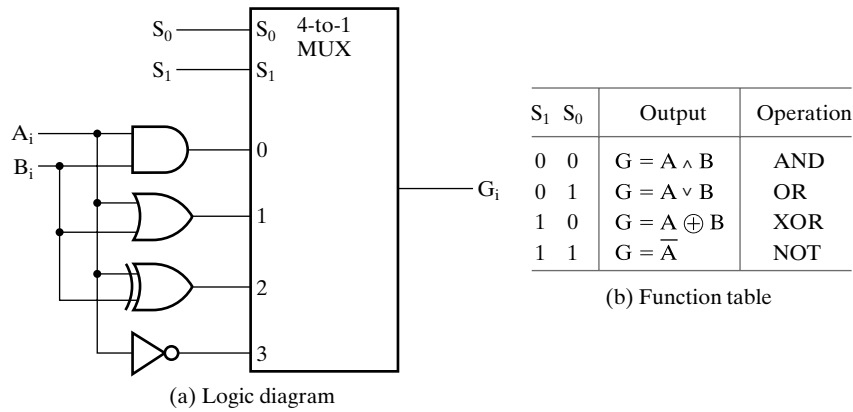 S₀ S₀ 4-to-1
MUX
S₁ S₁
Aᵢ
0
Bᵢ
Gᵢ
1
2
3
(a) Logic diagram
S₁ S₀ Output Operation
0 0 G = A ∧ B AND
0 1 G = A ∨ B OR
1 0 G = A ⊕ B XOR
1 1 G = A̅ NOT
(b) Function table